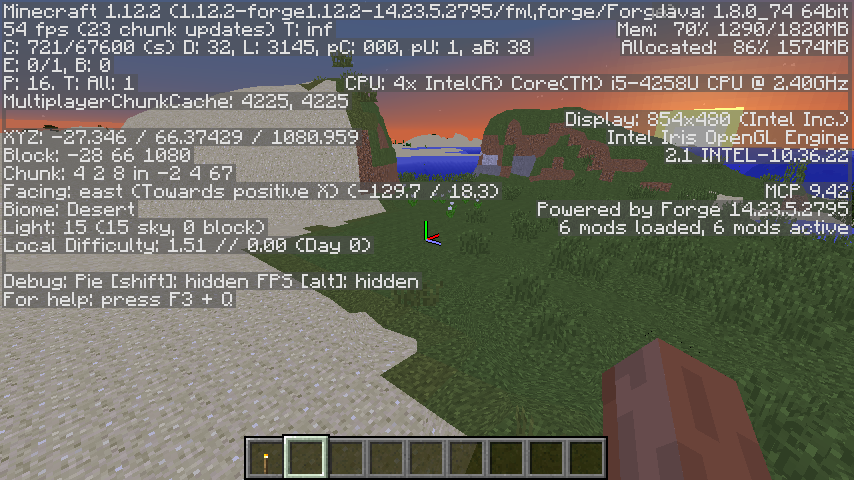 Minecraft 1.12.2 (1.12.2-forge1.12.2-14.23.5.2795/fml,forge/Forge
Java: 1.8.0_74 64bit
54 fps (23 chunk updates) T: inf
Mem: 70% 1290/1820MB
C: 721/67600 (s) D: 32, L: 3145, pC: 000, pU: 1, aB: 38
Allocated: 86% 1574MB
E: 0/1, B: 0
P: 16. T: All: 1
CPU: 4x Intel(R) Core(TM) i5-4258U CPU @ 2.40GHz
MultiplayerChunkCache: 4225, 4225
Display: 854x480 (Intel Inc.)
XYZ: -27.346 / 66.37429 / 1080.959
Intel Iris OpenGL Engine
Block: -28 66 1080
2.1 INTEL-10.36.22
Chunk: 4 2 8 in -2 4 67
Facing: east (Towards positive X) (-129.7 / 18.3)
MCP 9.42
Biome: Desert
Powered by Forge 14.23.5.2795
Light: 15 (15 sky, 0 block)
6 mods loaded, 6 mods active
Local Difficulty: 1.51 // 0.00 (Day 0)
Debug: Pie [shift]: hidden FPS [alt]: hidden
For help: press F3 + Q